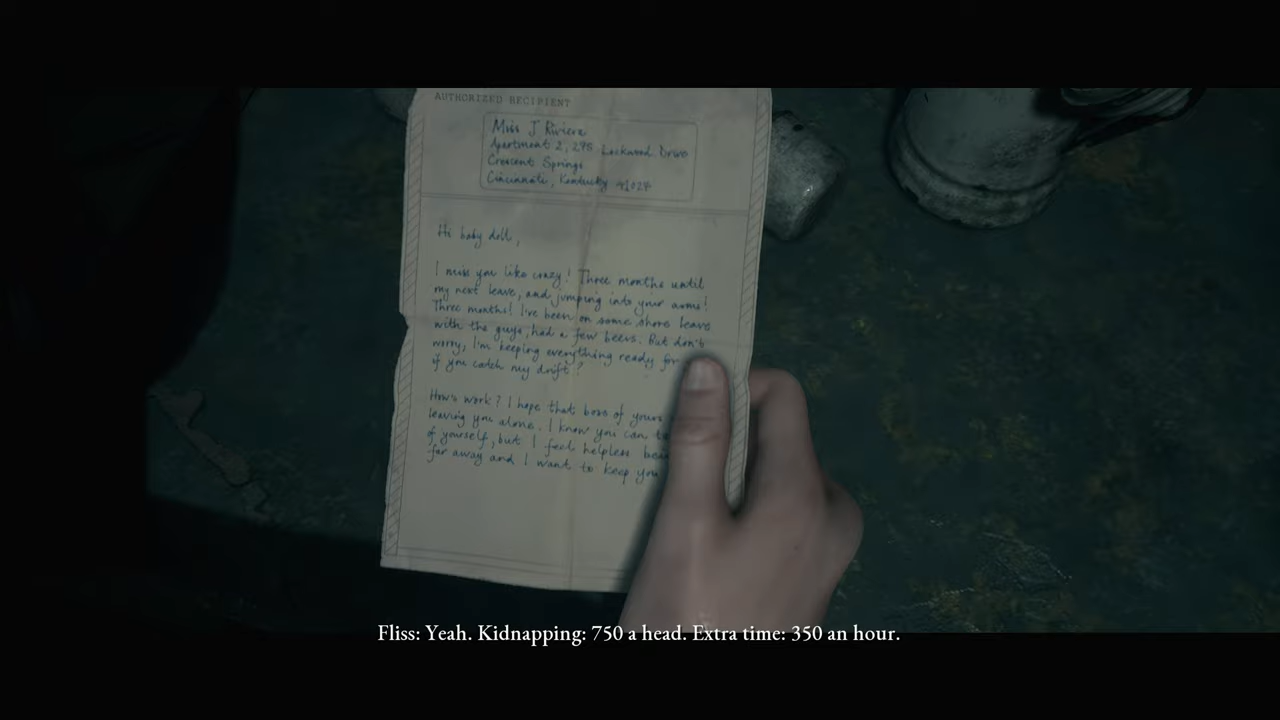 AUTHORIZED RECIPIENT
Miss J Riviera
Apartment 2, 275 Lockwood Drive
Crescent Springs
Cincinnati, Kentucky 41024
Hi baby doll,
I miss you like crazy! Three months until
my next leave, and jumping into your arms!
Three months! I've been on some shore leave
with the guys, had a few beers. But don't
worry, I'm keeping everything ready for
if you catch my drift?
How's work? I hope that boss of yours
leaving you alone. I know you can
of yourself, but I feel helpless
far away and I want to keep you
Fliss: Yeah. Kidnapping: 750 a head. Extra time: 350 an hour.